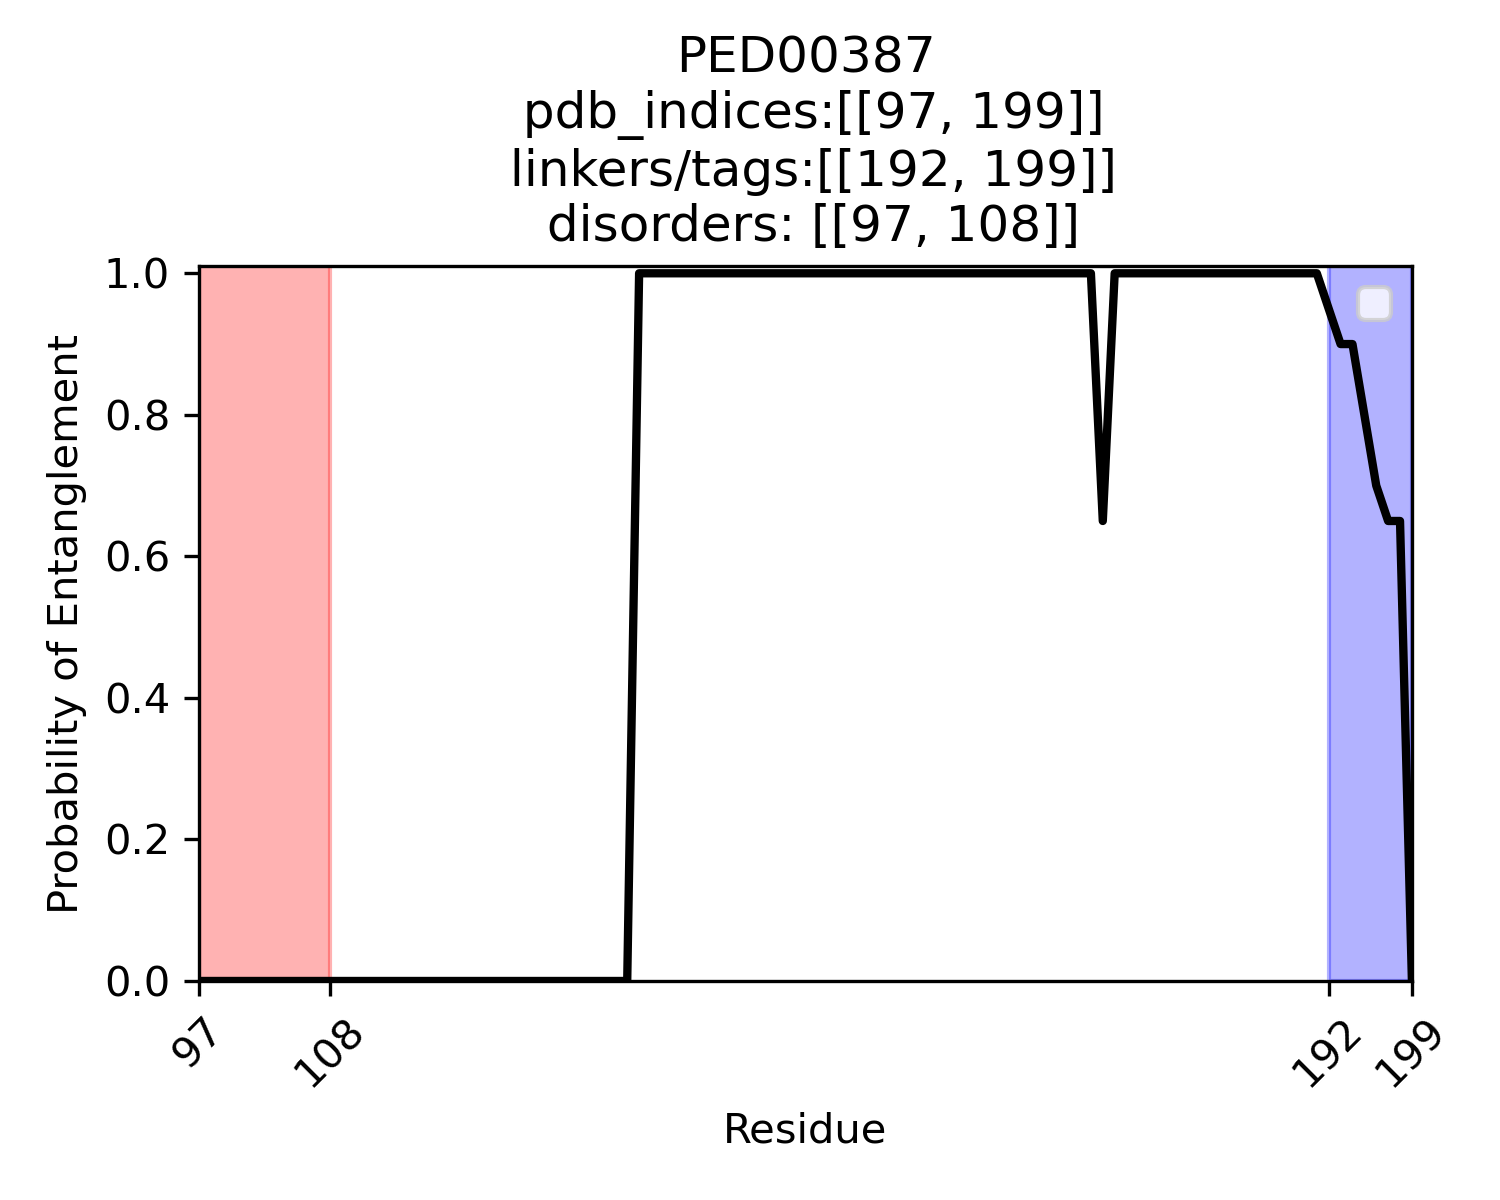 PED00387
pdb_indices:[[97, 199]]
linkers/tags:[[192, 199]]
disorders: [[97, 108]]
Probability of Entanglement
1.0
0.8
0.6
0.4
0.2
0.0
97
108
192
199
Residue